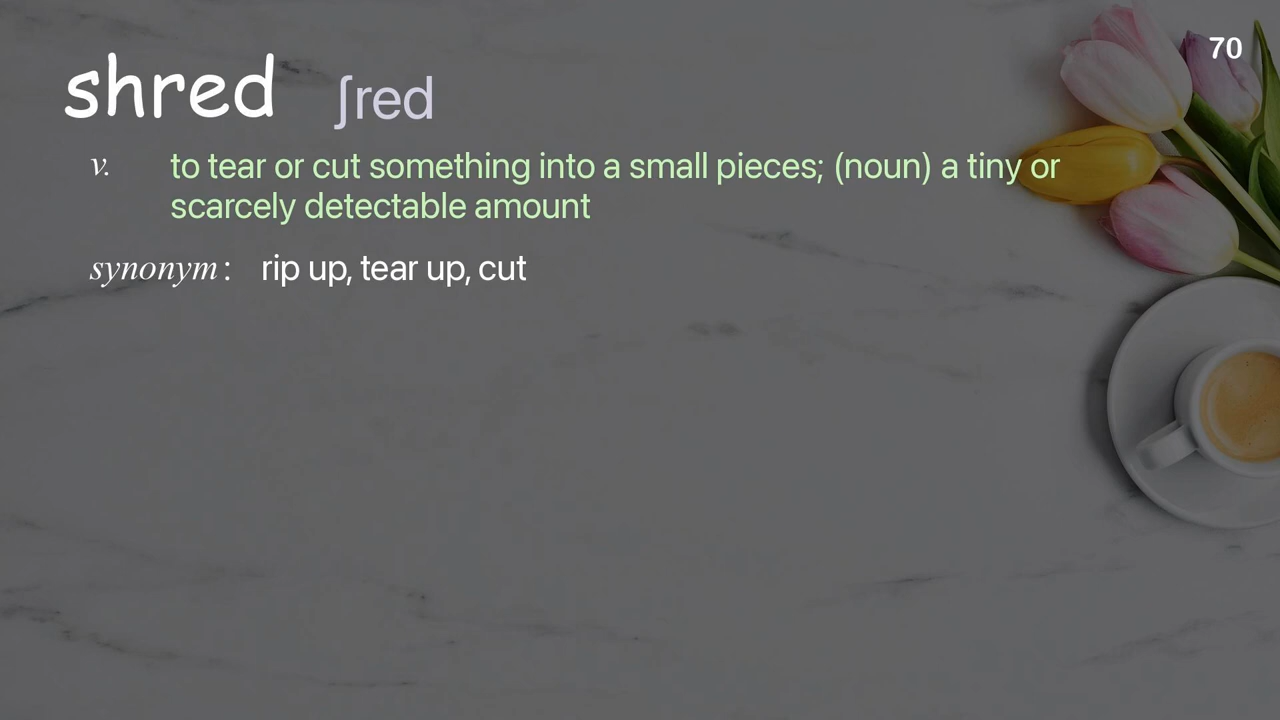 70
shred ʃred
v. to tear or cut something into a small pieces; (noun) a tiny or
scarcely detectable amount
synonym : rip up, tear up, cut